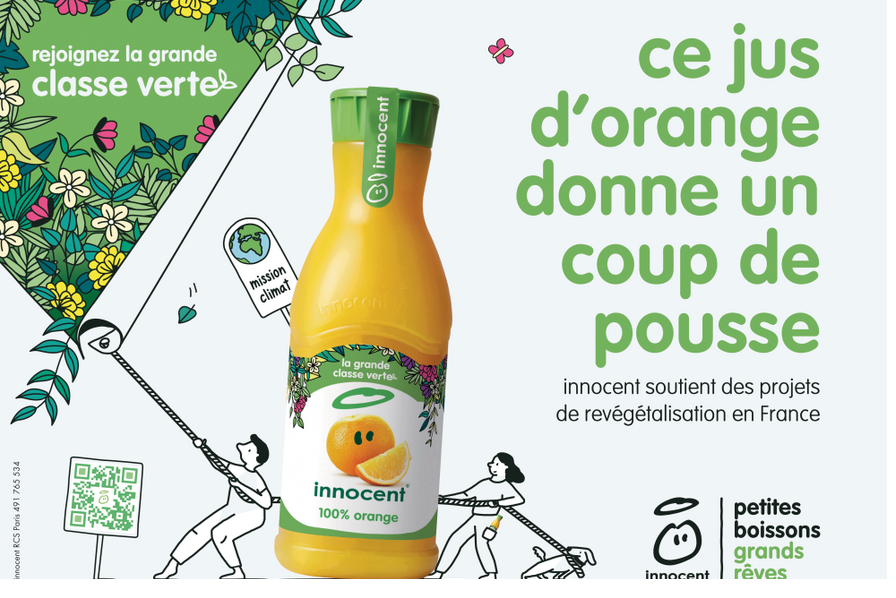 rejoignez la grande
classe verte
ce jus
d'orange
donne un
coup de
pousse
innocent soutient des projets
de revégétalisation en France
innocent
mission
climat
innocent
la grande
classe verte
innocent®
100% orange
innocent RCS Paris 491 765 534
innocent
petites
boissons
grands
rêves